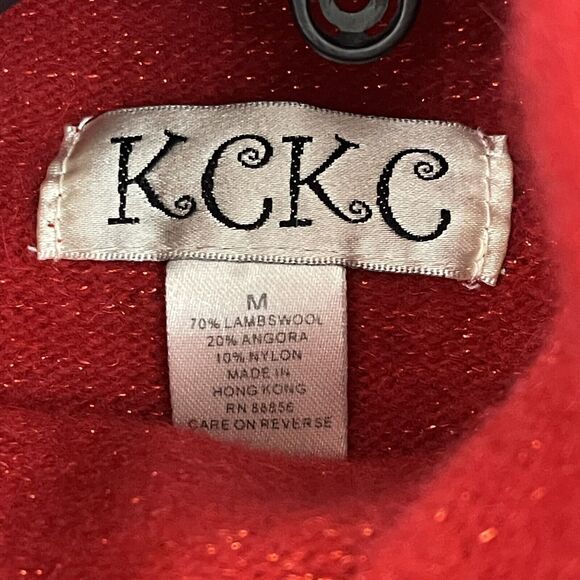 KCKC
M
70% LAMBSWOOL
20% ANGORA
10% NYLON
MADE IN
HONG KONG
RN 88856
CARE ON REVERSE